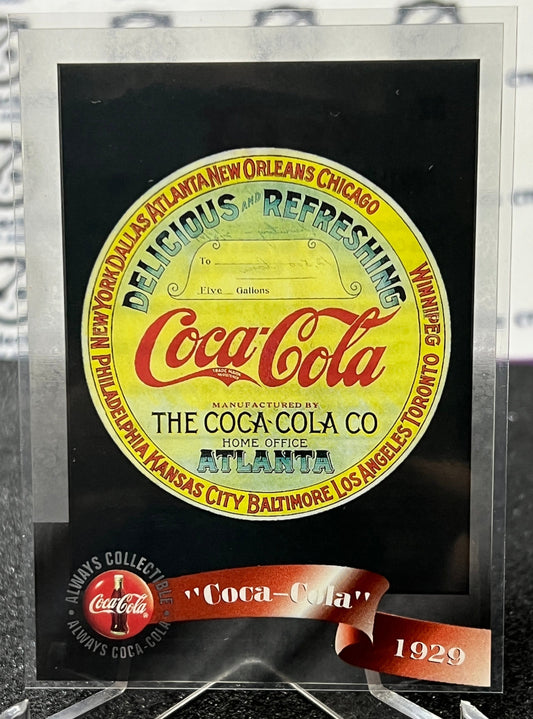 PHILADELPHIA NEW YORK DALLAS ATLANTA NEW ORLEANS CHICAGO
WINNIPEG
KANSAS CITY BALTIMORE LOS ANGELES TORONTO
DELICIOUS AND REFRESHING
To
Five Gallons
Coca-Cola
TRADE MARK
MANUFACTURED BY
THE COCA-COLA CO
HOME OFFICE
ATLANTA
ALWAYS COLLECTIBLE
Coca-Cola
ALWAYS COCA-COLA
"Coca-Cola"
1929